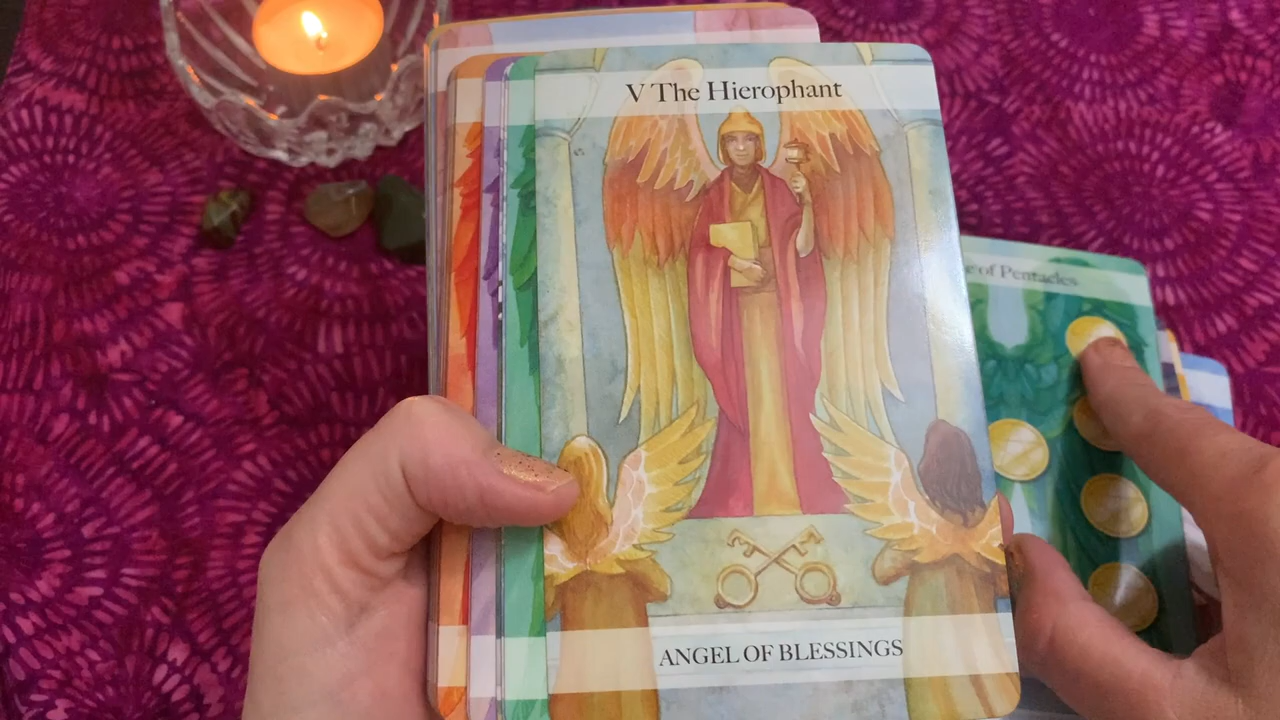 V The Hierophant
of Pentacles
ANGEL OF BLESSINGS